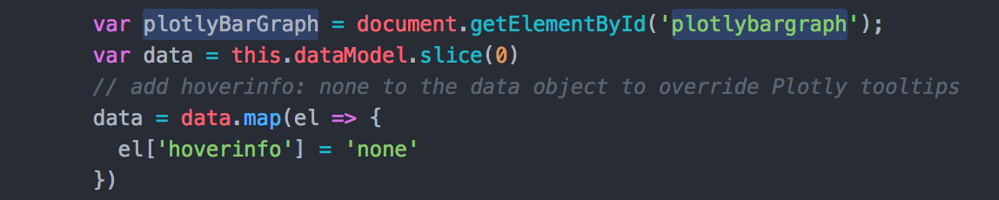 var plotlyBarGraph = document.getElementById('plotlybargraph');
var data = this.dataModel.slice(0)
// add hoverinfo: none to the data object to override Plotly tooltips
data = data.map(el => {
el['hoverinfo'] = 'none'
})